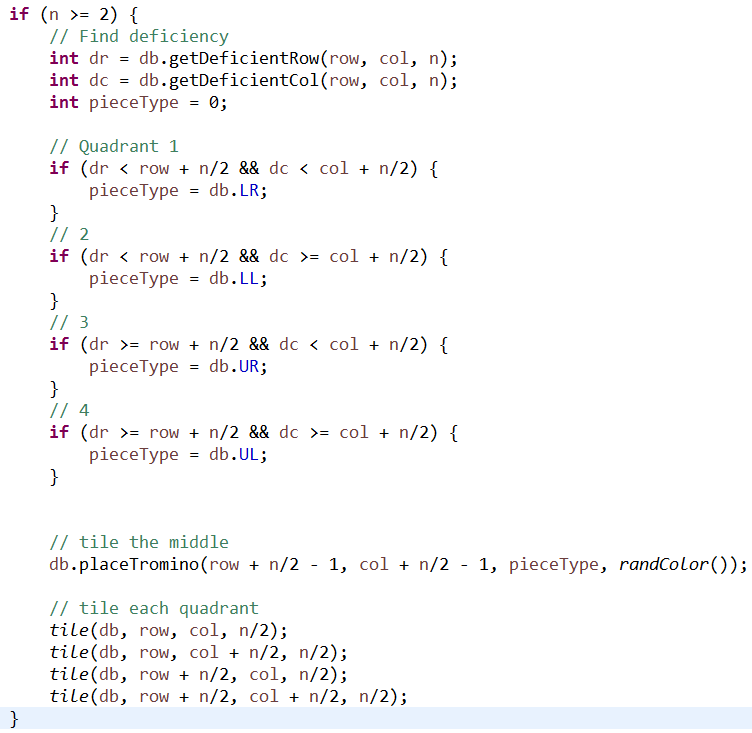 if (n >= 2) {
    // Find deficiency
    int dr = db.getDeficientRow(row, col, n);
    int dc = db.getDeficientCol(row, col, n);
    int pieceType = 0;

    // Quadrant 1
    if (dr < row + n/2 && dc < col + n/2) {
        pieceType = db.LR;
    }
    // 2
    if (dr < row + n/2 && dc >= col + n/2) {
        pieceType = db.LL;
    }
    // 3
    if (dr >= row + n/2 && dc < col + n/2) {
        pieceType = db.UR;
    }
    // 4
    if (dr >= row + n/2 && dc >= col + n/2) {
        pieceType = db.UL;
    }


    // tile the middle
    db.placeTromino(row + n/2 - 1, col + n/2 - 1, pieceType, randColor());

    // tile each quadrant
    tile(db, row, col, n/2);
    tile(db, row, col + n/2, n/2);
    tile(db, row + n/2, col, n/2);
    tile(db, row + n/2, col + n/2, n/2);
}